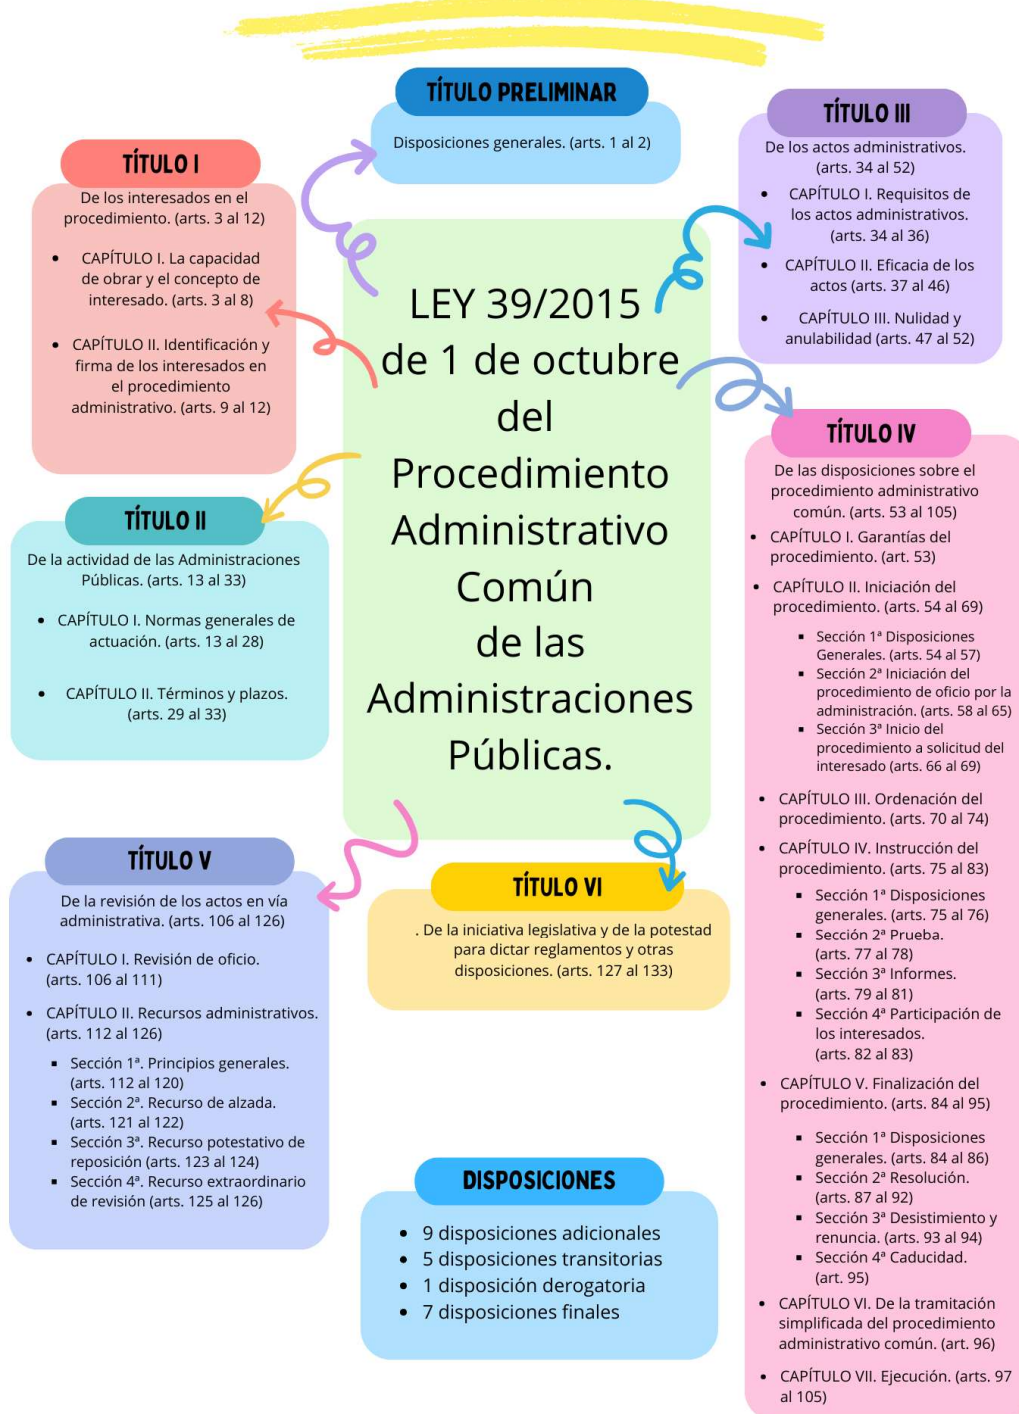 TÍTULO PRELIMINAR
Disposiciones generales. (arts. 1 al 2)
TÍTULO I
De los interesados en el
procedimiento. (arts. 3 al 12)
• CAPÍTULO I. La capacidad
de obrar y el concepto de
interesado. (arts. 3 al 8)
• CAPÍTULO II. Identificación y
firma de los interesados en
el procedimiento
administrativo. (arts. 9 al 12)
TÍTULO II
De la actividad de las Administraciones
Públicas. (arts. 13 al 33)
• CAPÍTULO I. Normas generales de
actuación. (arts. 13 al 28)
• CAPÍTULO II. Términos y plazos.
(arts. 29 al 33)
LEY 39/2015
de 1 de octubre
del
Procedimiento
Administrativo
Común
de las
Administraciones
Públicas.
TÍTULO III
De los actos administrativos.
(arts. 34 al 52)
• CAPÍTULO I. Requisitos de
los actos administrativos.
(arts. 34 al 36)
• CAPÍTULO II. Eficacia de los
actos (arts. 37 al 46)
• CAPÍTULO III. Nulidad y
anulabilidad (arts. 47 al 52)
TÍTULO IV
De las disposiciones sobre el
procedimiento administrativo
común. (arts. 53 al 105)
• CAPÍTULO I. Garantías del
procedimiento. (art. 53)
• CAPÍTULO II. Iniciación del
procedimiento. (arts. 54 al 69)
▪ Sección 1ª Disposiciones
Generales. (arts. 54 al 57)
▪ Sección 2ª Iniciación del
procedimiento de oficio por la
administración. (arts. 58 al 65)
▪ Sección 3ª Inicio del
procedimiento a solicitud del
interesado (arts. 66 al 69)
• CAPÍTULO III. Ordenación del
procedimiento. (arts. 70 al 74)
• CAPÍTULO IV. Instrucción del
procedimiento. (arts. 75 al 83)
▪ Sección 1ª Disposiciones
generales. (arts. 75 al 76)
▪ Sección 2ª Prueba.
(arts. 77 al 78)
▪ Sección 3ª Informes.
(arts. 79 al 81)
▪ Sección 4ª Participación de
los interesados.
(arts. 82 al 83)
• CAPÍTULO V. Finalización del
procedimiento. (arts. 84 al 95)
▪ Sección 1ª Disposiciones
generales. (arts. 84 al 86)
▪ Sección 2ª Resolución.
(arts. 87 al 92)
▪ Sección 3ª Desistimiento y
renuncia. (arts. 93 al 94)
▪ Sección 4ª Caducidad.
(art. 95)
• CAPÍTULO VI. De la tramitación
simplificada del procedimiento
administrativo común. (art. 96)
• CAPÍTULO VII. Ejecución. (arts. 97
al 105)
TÍTULO V
De la revisión de los actos en vía
administrativa. (arts. 106 al 126)
• CAPÍTULO I. Revisión de oficio.
(arts. 106 al 111)
• CAPÍTULO II. Recursos administrativos.
(arts. 112 al 126)
▪ Sección 1ª. Principios generales.
(arts. 112 al 120)
▪ Sección 2ª. Recurso de alzada.
(arts. 121 al 122)
▪ Sección 3ª. Recurso potestativo de
reposición (arts. 123 al 124)
▪ Sección 4ª. Recurso extraordinario
de revisión (arts. 125 al 126)
TÍTULO VI
. De la iniciativa legislativa y de la potestad
para dictar reglamentos y otras
disposiciones. (arts. 127 al 133)
DISPOSICIONES
• 9 disposiciones adicionales
• 5 disposiciones transitorias
• 1 disposición derogatoria
• 7 disposiciones finales